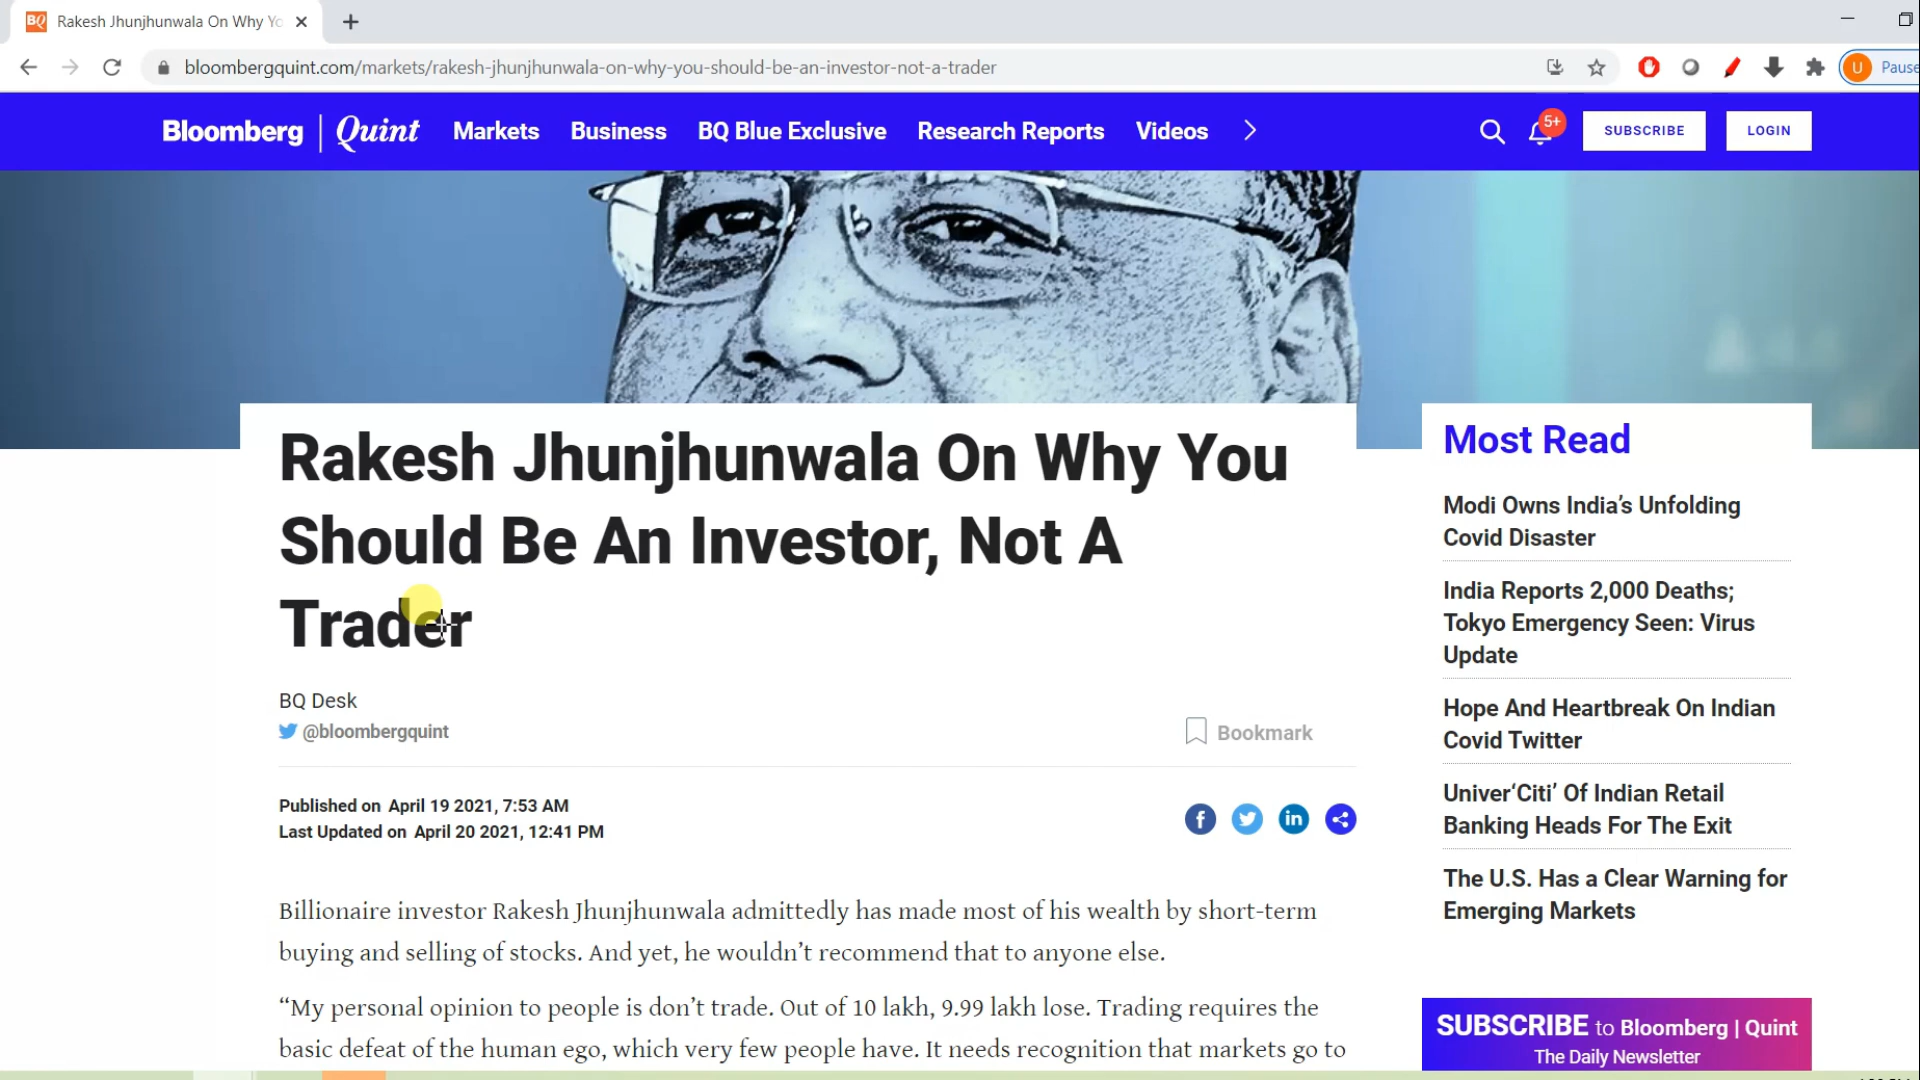 BQ Rakesh Jhunjhunwala On Why Yo
bloombergquint.com/markets/rakesh-jhunjhunwala-on-why-you-should-be-an-investor-not-a-trader
U Pause
Bloomberg | Quint Markets Business BQ Blue Exclusive Research Reports Videos 5+ SUBSCRIBE LOGIN
Rakesh Jhunjhunwala On Why You
Should Be An Investor, Not A
Trader
BQ Desk
@bloombergquint
Bookmark
Published on April 19 2021, 7:53 AM
Last Updated on April 20 2021, 12:41 PM
f in
Billionaire investor Rakesh Jhunjhunwala admittedly has made most of his wealth by short-term
buying and selling of stocks. And yet, he wouldn’t recommend that to anyone else.
“My personal opinion to people is don’t trade. Out of 10 lakh, 9.99 lakh lose. Trading requires the
basic defeat of the human ego, which very few people have. It needs recognition that markets go to
Most Read
Modi Owns India’s Unfolding
Covid Disaster
India Reports 2,000 Deaths;
Tokyo Emergency Seen: Virus
Update
Hope And Heartbreak On Indian
Covid Twitter
Univer‘Citi’ Of Indian Retail
Banking Heads For The Exit
The U.S. Has a Clear Warning for
Emerging Markets
SUBSCRIBE to Bloomberg | Quint
The Daily Newsletter